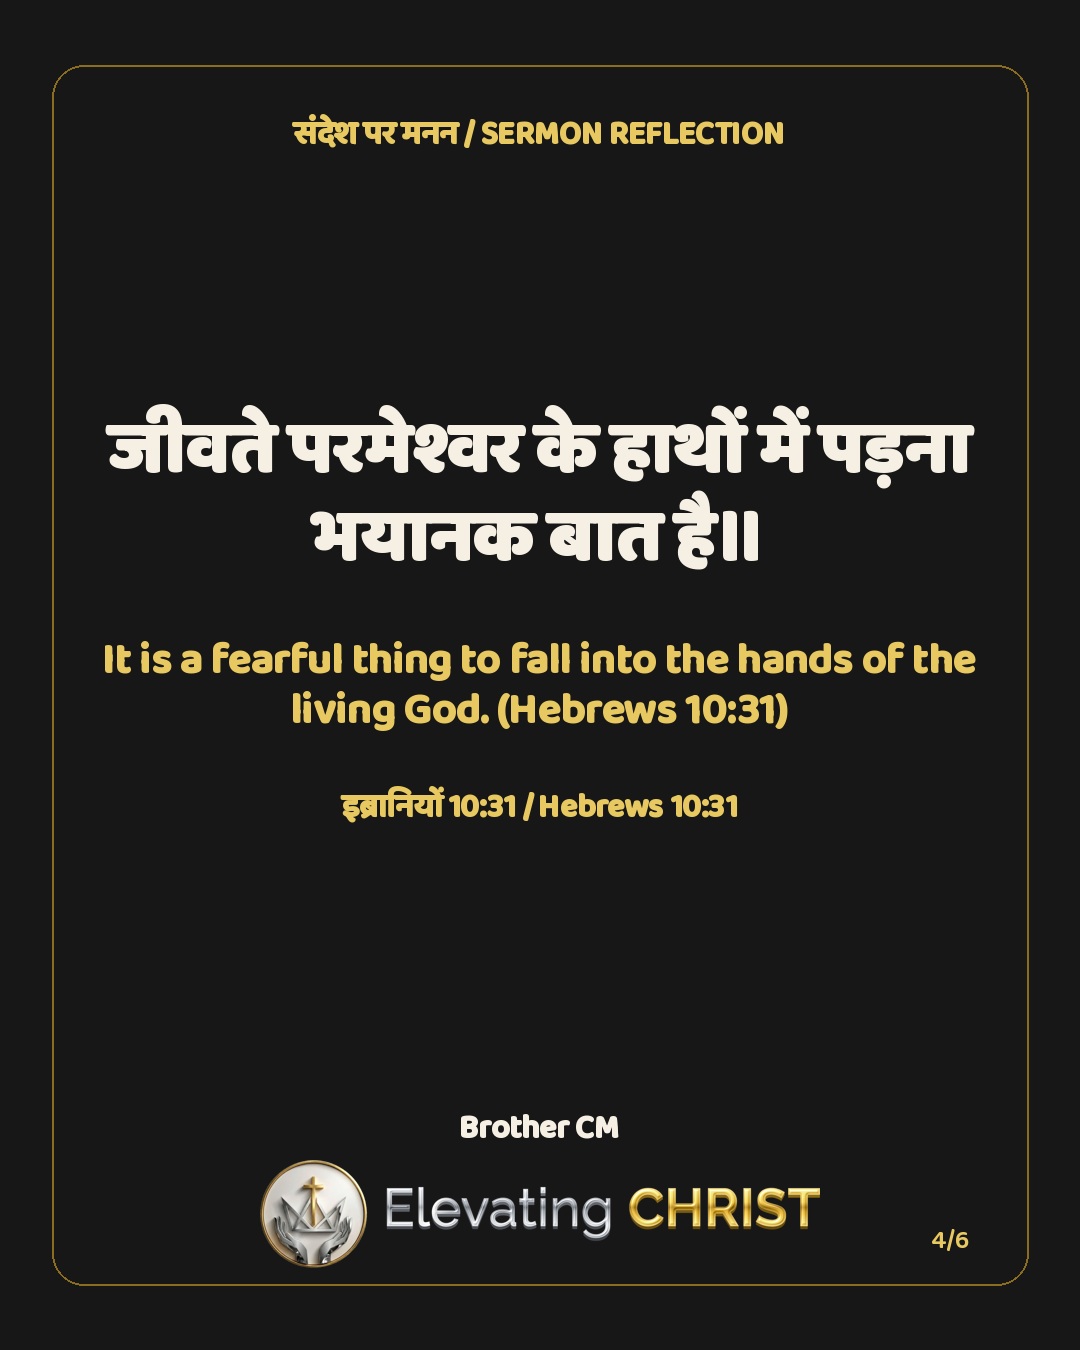 संदेश पर मनन / SERMON REFLECTION
जीवते परमेश्वर के हाथों में पड़ना
भयानक बात है॥
It is a fearful thing to fall into the hands of the
living God. (Hebrews 10:31)
इब्रानियों 10:31 / Hebrews 10:31
Brother CM
Elevating CHRIST
4/6